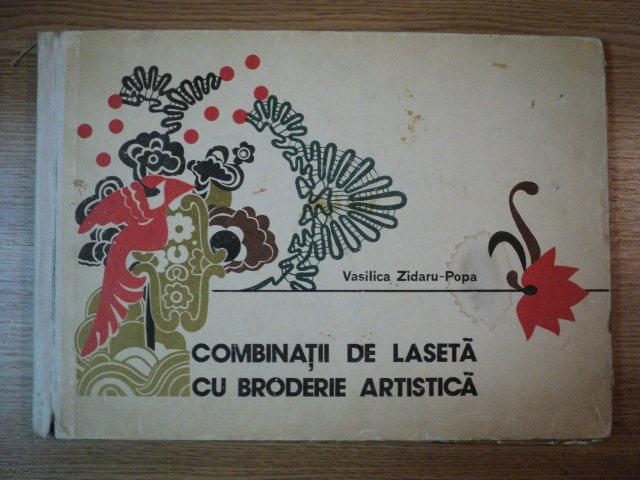 Vasilica Zidaru-Popa
COMBINAȚII DE LASETĂ
CU BRODERIE ARTISTICĂ